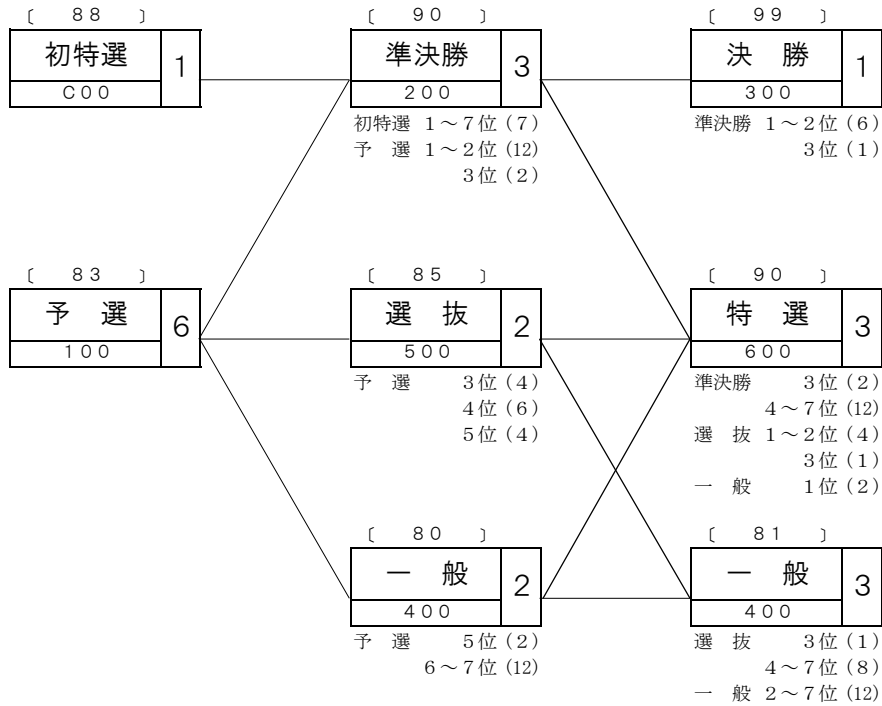 〔 88 〕
初特選 1
C00
〔 90 〕
準決勝 3
200
初特選 1～7位(7)
予 選 1～2位(12)
3位(2)
〔 99 〕
決 勝 1
300
準決勝 1～2位(6)
3位(1)
〔 83 〕
予 選 6
100
〔 85 〕
選 抜 2
500
予 選 3位(4)
4位(6)
5位(4)
〔 90 〕
特 選 3
600
準決勝 3位(2)
4～7位(12)
選 抜 1～2位(4)
3位(1)
一 般 1位(2)
〔 80 〕
一 般 2
400
予 選 5位(2)
6～7位(12)
〔 81 〕
一 般 3
400
選 抜 3位(1)
4～7位(8)
一 般 2～7位(12)